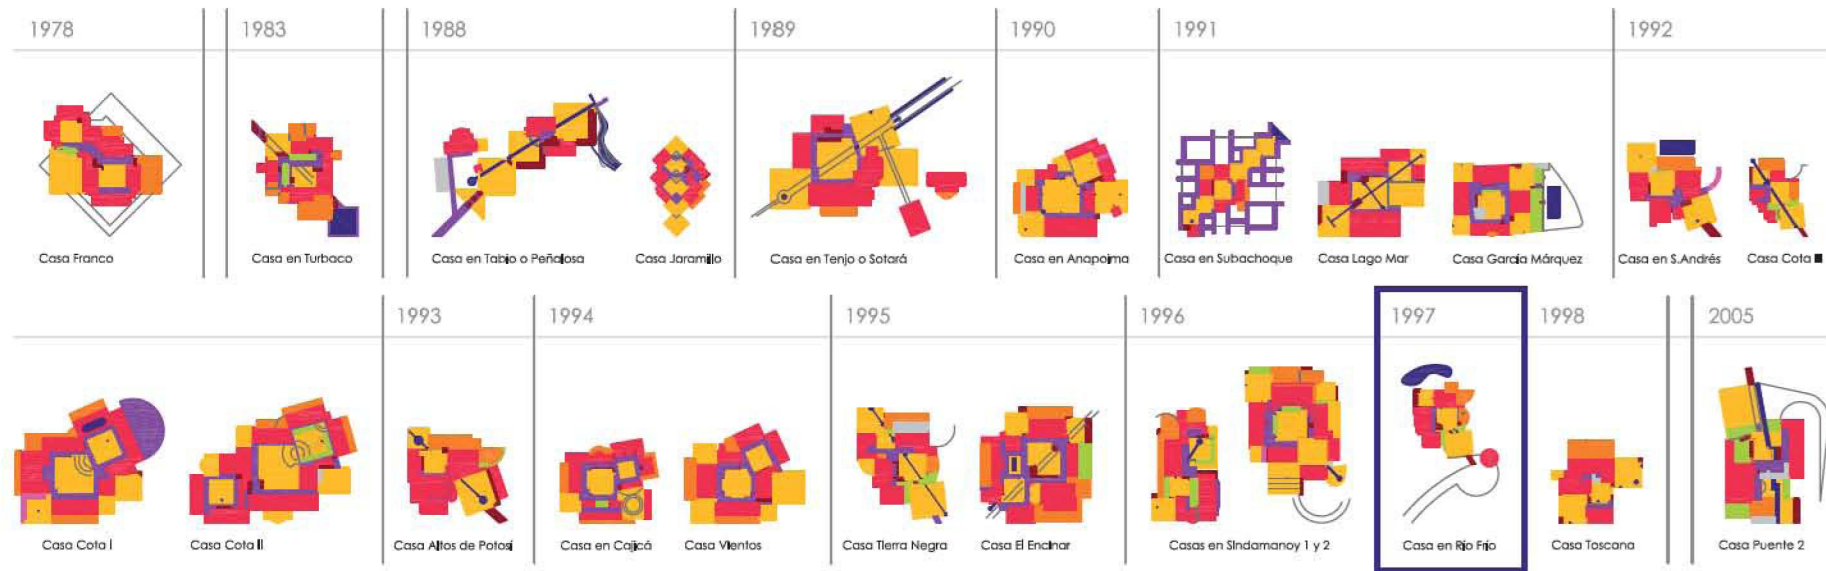 1978 1983 1988 1989 1990 1991 1992
Casa Franco Casa en Turbaco Casa en Tabio o Peñalosa Casa Jaramillo Casa en Tenjo o Sotará Casa en Anapoima Casa en Subachoque Casa Lago Mar Casa García Márquez Casa en S.Andrés Casa Cota III
1993 1994 1995 1996 1997 1998 2005
Casa Cota I Casa Cota II Casa Altos de Potosí Casa en Cajicá Casa Vientos Casa Tierra Negra Casa El Encinar Casas en Sindamanoy 1 y 2 Casa en Río Frío Casa Toscana Casa Puente 2